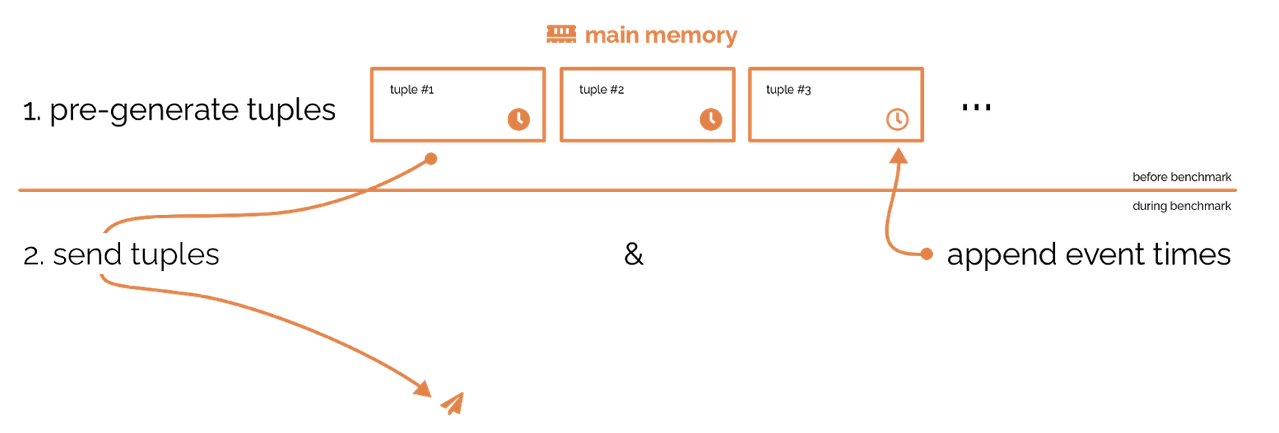 main memory
1. pre-generate tuples
tuple #1
tuple #2
tuple #3
...
before benchmark
during benchmark
2. send tuples
&
append event times